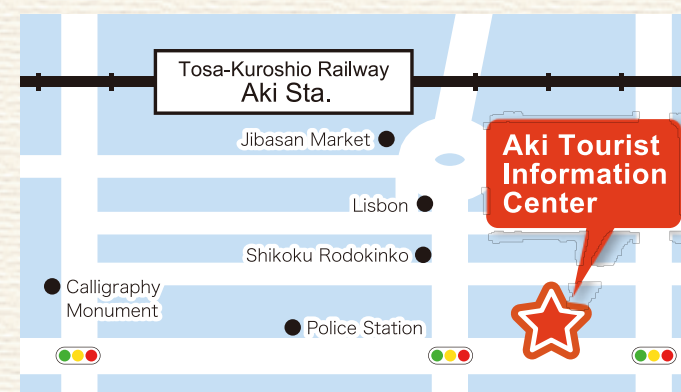 Tosa-Kuroshio Railway
Aki Sta.
Jibasan Market
Aki Tourist
Information
Center
Lisbon
Shikoku Rodokinko
Calligraphy
Monument
Police Station